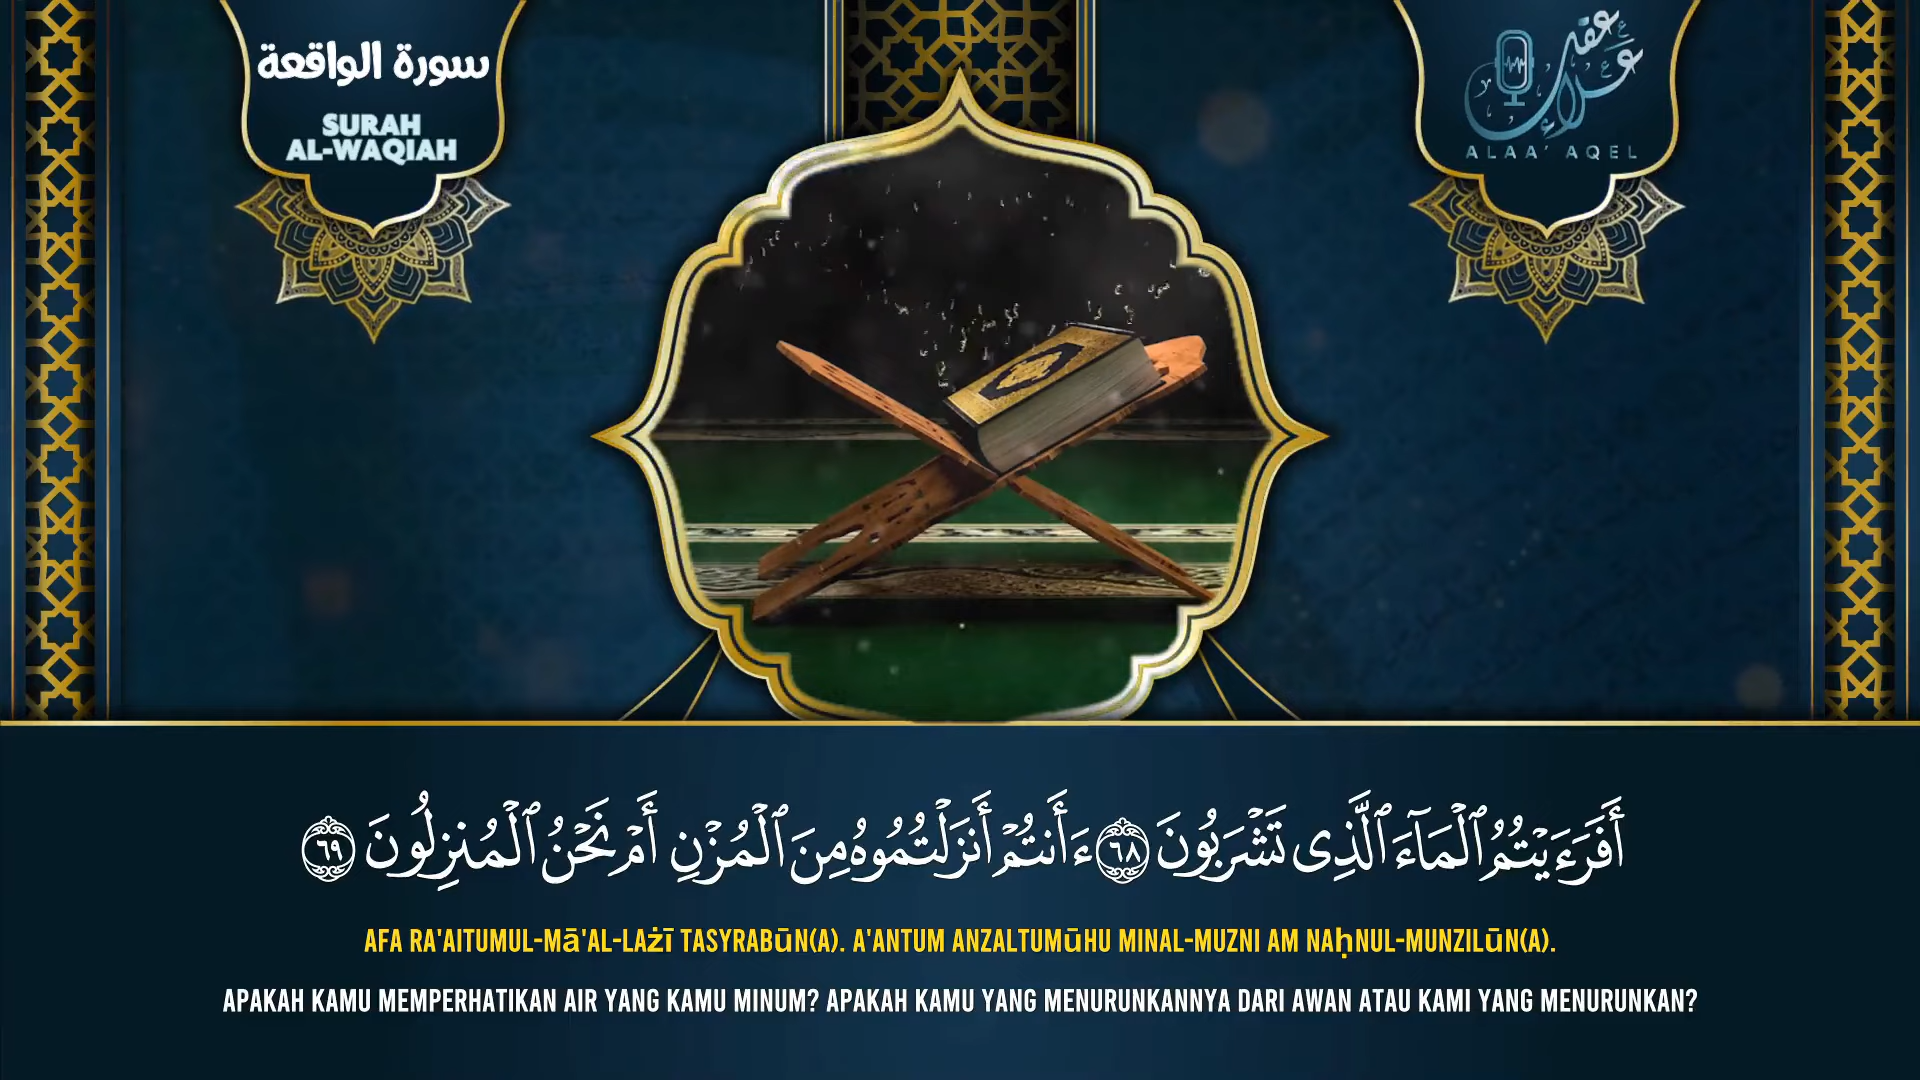 سورة الواقعة
SURAH
AL-WAQIAH
علاء عقل
ALAA' AQEL
أَفَرَءَيْتُمُ ٱلْمَآءَ ٱلَّذِى تَشْرَبُونَ ٦٨ ءَأَنتُمْ أَنزَلْتُمُوهُ مِنَ ٱلْمُزْنِ أَمْ نَحْنُ ٱلْمُنزِلُونَ ٦٩
AFA RA'AITUMUL-Mā'AL-LAżī TASYRABūN(A). A'ANTUM ANZALTUMūHU MINAL-MUZNI AM NAḥNUL-MUNZILūN(A).
APAKAH KAMU MEMPERHATIKAN AIR YANG KAMU MINUM? APAKAH KAMU YANG MENURUNKANNYA DARI AWAN ATAU KAMI YANG MENURUNKAN?